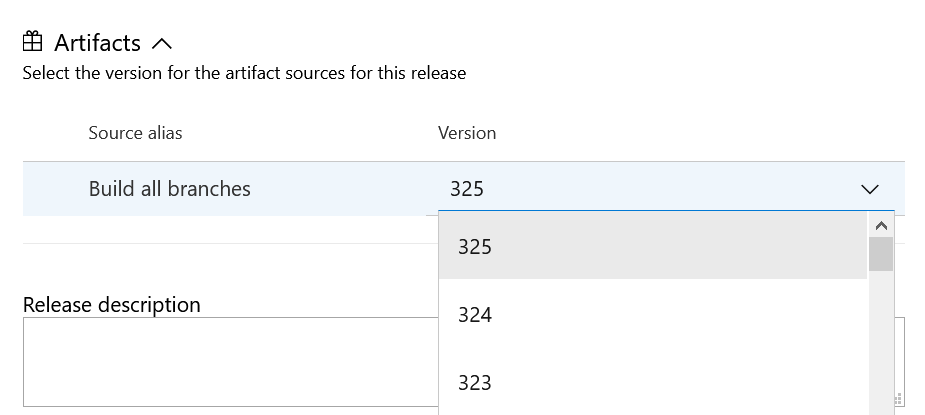 Artifacts
Select the version for the artifact sources for this release
Source alias Version
Build all branches 325
325
324
Release description
323